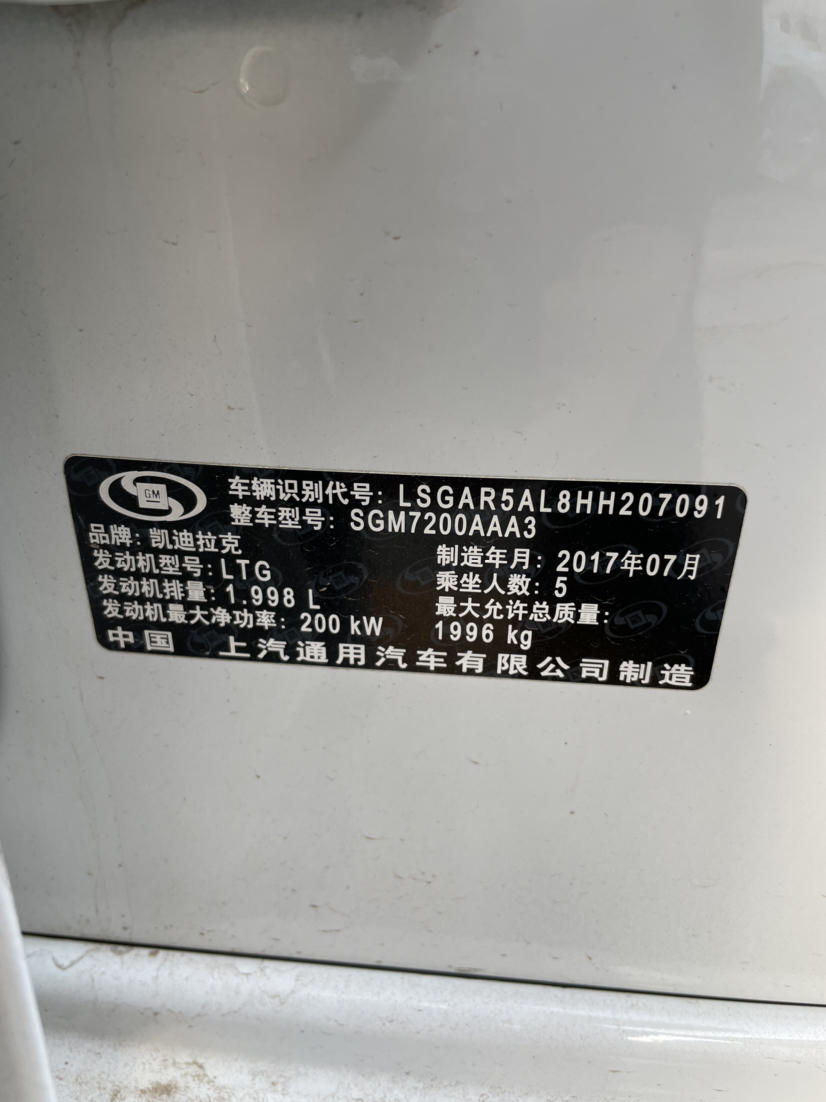 GM
车辆识别代号: LSGAR5AL8HH207091
整车型号: SGM7200AAA3
品牌: 凯迪拉克
制造年月: 2017年07月
发动机型号: LTG
乘坐人数: 5
发动机排量: 1.998 L
最大允许总质量:
发动机最大净功率: 200 kW
1996 kg
中国 上汽通用汽车有限公司制造